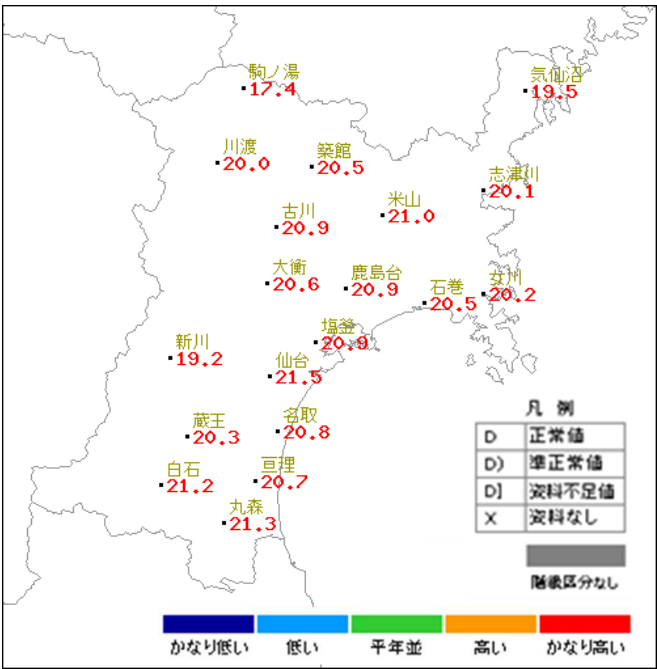 駒ノ湯
17.4
気仙沼
19.5
川渡
20.0
築館
20.5
志津川
20.1
米山
21.0
古川
20.9
大衡
20.6
鹿島台
20.9
石巻
20.5
女川
20.2
塩釜
20.9
新川
19.2
仙台
21.5
蔵王
20.3
名取
20.8
白石
21.2
亘理
20.7
丸森
21.3
凡 例
D 正常値
D) 準正常値
D] 資料不足値
X 資料なし
階級区分なし
かなり低い 低い 平年並 高い かなり高い